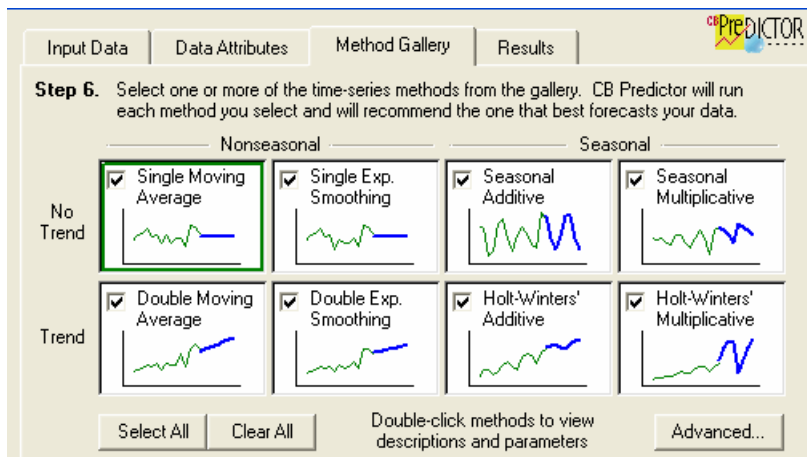 CB PreDICTOR
Input Data
Data Attributes
Method Gallery
Results
Step 6. Select one or more of the time-series methods from the gallery. CB Predictor will run
each method you select and will recommend the one that best forecasts your data.
Nonseasonal
Seasonal
No
Trend
Single Moving
Average
Single Exp.
Smoothing
Seasonal
Additive
Seasonal
Multiplicative
Trend
Double Moving
Average
Double Exp.
Smoothing
Holt-Winters'
Additive
Holt-Winters'
Multiplicative
Select All
Clear All
Double-click methods to view
descriptions and parameters
Advanced...